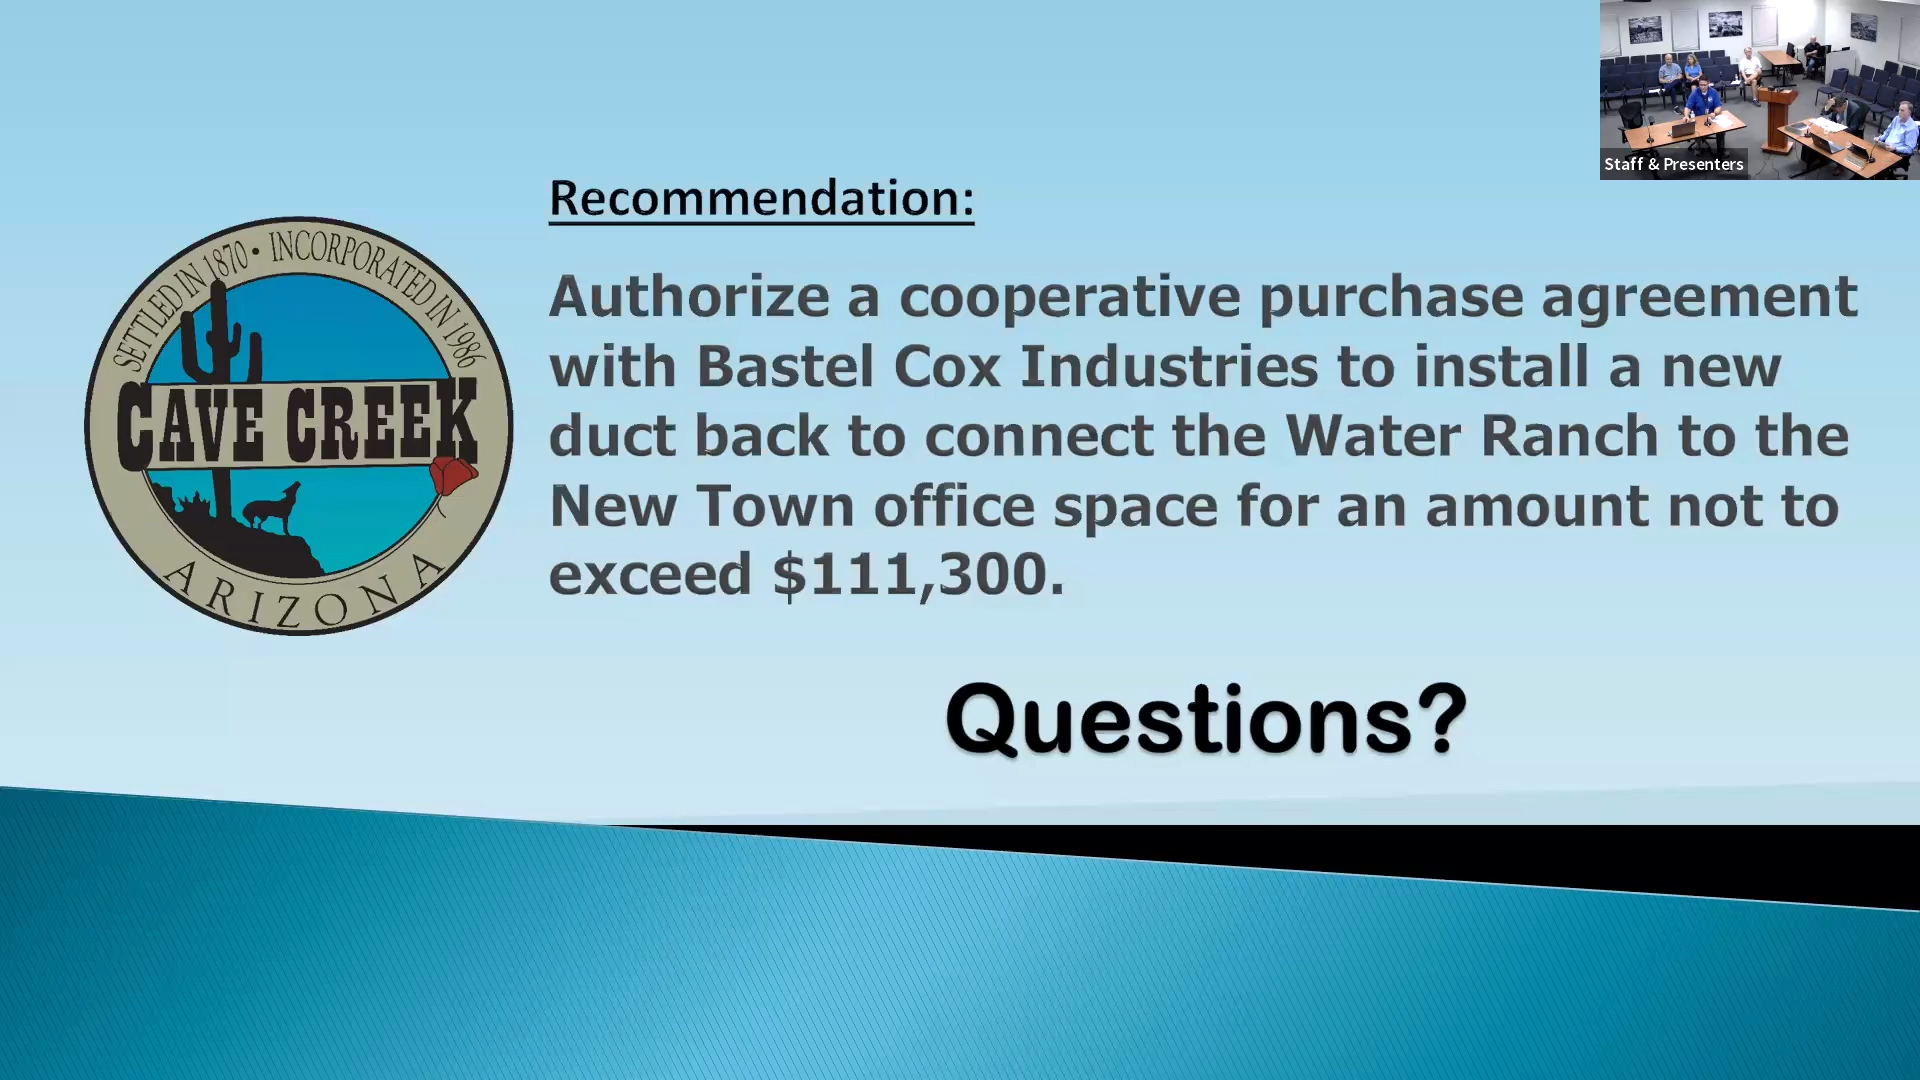 Staff & Presenters
Recommendation:
Authorize a cooperative purchase agreement
with Bastel Cox Industries to install a new
duct back to connect the Water Ranch to the
New Town office space for an amount not to
exceed $111,300.
Questions?
SETTLED IN 1870 • INCORPORATED IN 1986
CAVE CREEK
ARIZONA